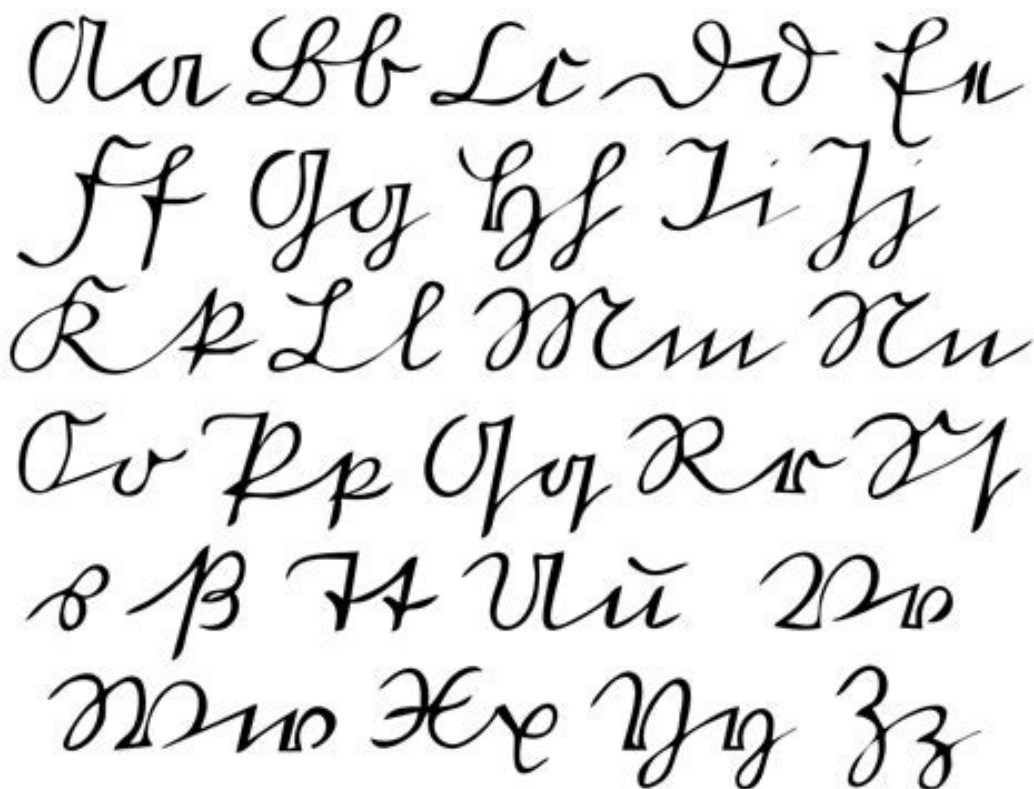 Aa Bb Cc Dd Ee
Ff Gg Hh Ii Jj
Kk Ll Mm Nn
Oo Pp Qq Rr Sſ
s ß Tt Uu Vv
Ww Xx Yy Zz